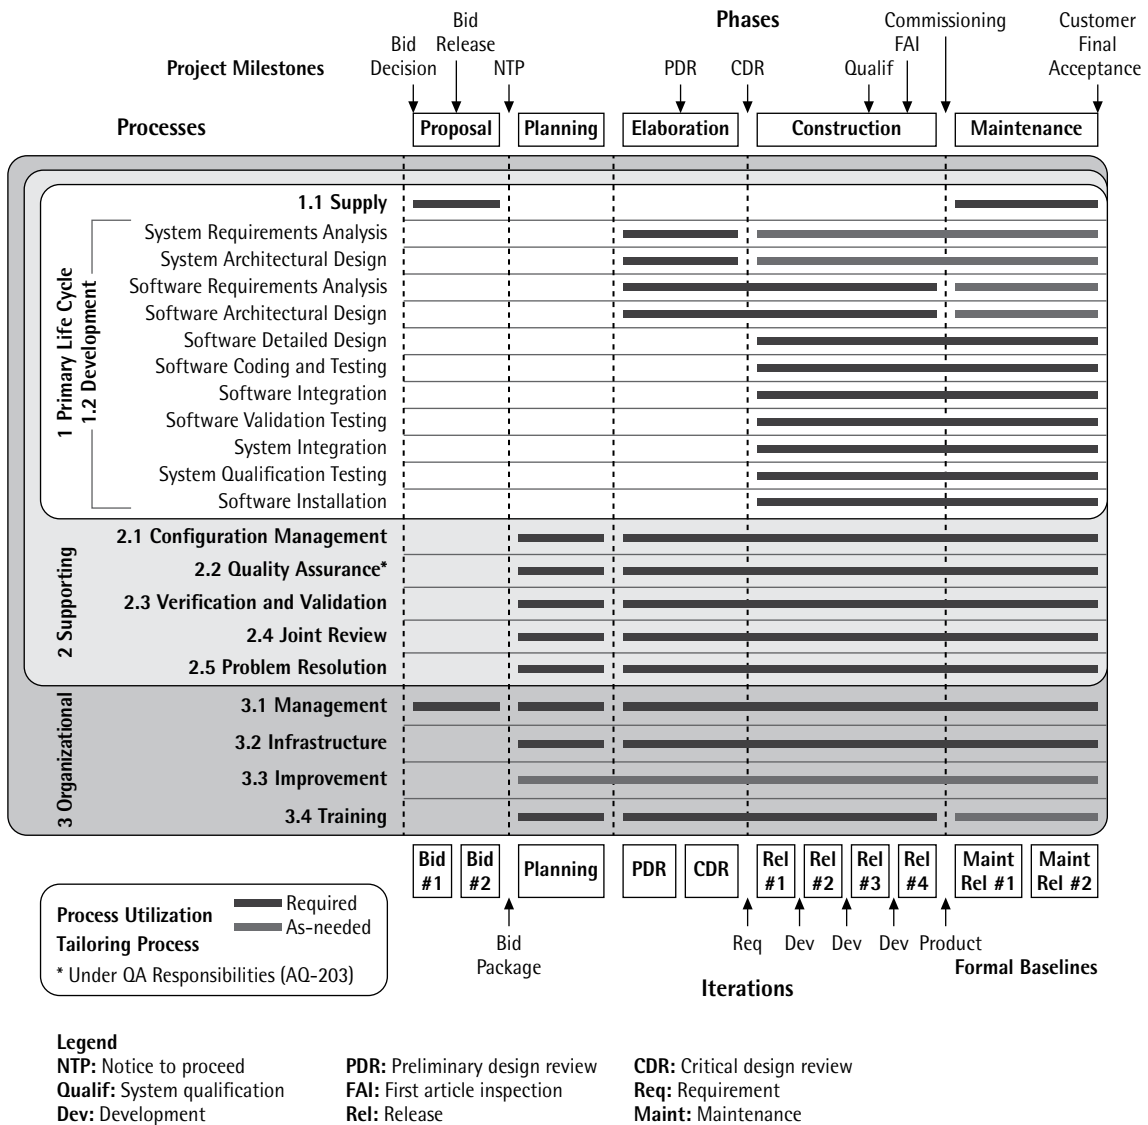 Phases
Bid
Release
Commissioning
Customer
Final
Acceptance
Bid
Decision
FAI
Project Milestones
NTP
PDR
CDR
Qualif
Processes
Proposal
Planning
Elaboration
Construction
Maintenance
1 Primary Life Cycle
1.2 Development
1.1 Supply
System Requirements Analysis
System Architectural Design
Software Requirements Analysis
Software Architectural Design
Software Detailed Design
Software Coding and Testing
Software Integration
Software Validation Testing
System Integration
System Qualification Testing
Software Installation
2 Supporting
2.1 Configuration Management
2.2 Quality Assurance*
2.3 Verification and Validation
2.4 Joint Review
2.5 Problem Resolution
3 Organizational
3.1 Management
3.2 Infrastructure
3.3 Improvement
3.4 Training
Bid
#1
Bid
#2
Planning
PDR
CDR
Rel
#1
Rel
#2
Rel
#3
Rel
#4
Maint
Rel #1
Maint
Rel #2
Process Utilization
Required
As-needed
Tailoring Process
* Under QA Responsibilities (AQ-203)
Bid
Package
Req
Dev
Dev
Dev
Product
Formal Baselines
Iterations
Legend
NTP: Notice to proceed
PDR: Preliminary design review
CDR: Critical design review
Qualif: System qualification
FAI: First article inspection
Req: Requirement
Dev: Development
Rel: Release
Maint: Maintenance